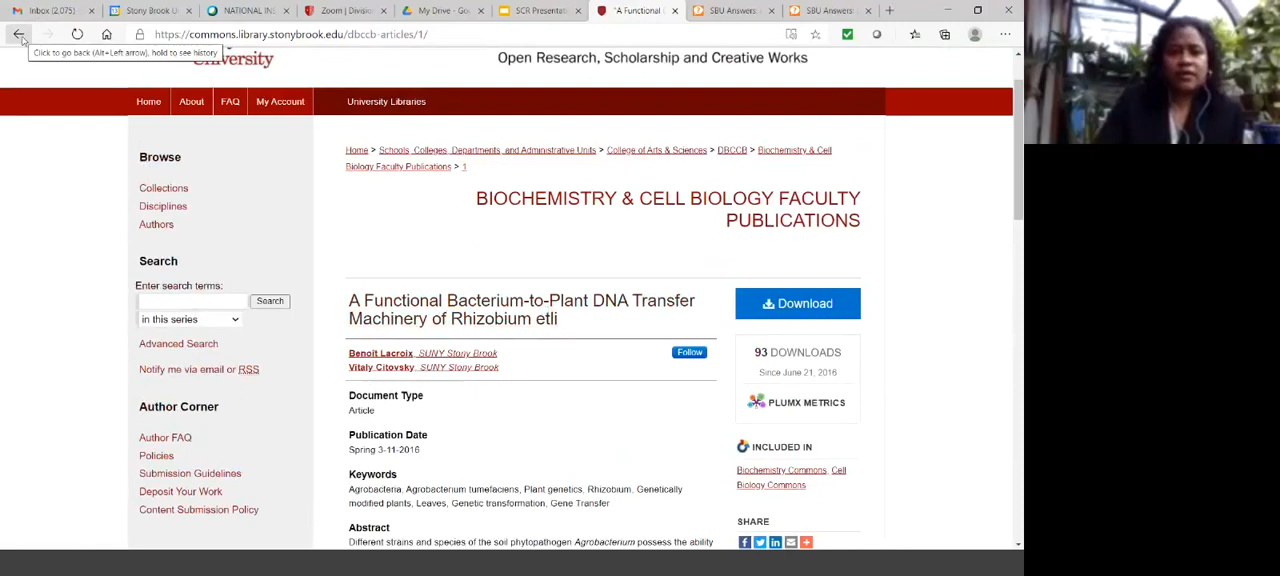 Inbox (2,075)
Stony Brook U
NATIONAL INS
Zoom | Division
My Drive - Goo
SCR Presentati
"A Functional E
SBU Answers:
SBU Answers:
https://commons.library.stonybrook.edu/dbccb-articles/1/
Click to go back (Alt+Left arrow), hold to see history
University
Open Research, Scholarship and Creative Works
Home
About
FAQ
My Account
University Libraries
Browse
Collections
Disciplines
Authors
Search
Enter search terms:
Search
in this series
Advanced Search
Notify me via email or RSS
Author Corner
Author FAQ
Policies
Submission Guidelines
Deposit Your Work
Content Submission Policy
Home > Schools, Colleges, Departments, and Administrative Units > College of Arts & Sciences > DBCCB > Biochemistry & Cell
Biology Faculty Publications > 1
BIOCHEMISTRY & CELL BIOLOGY FACULTY
PUBLICATIONS
A Functional Bacterium-to-Plant DNA Transfer
Machinery of Rhizobium etli
Benoît Lacroix, SUNY Stony Brook
Follow
Vitaly Citovsky, SUNY Stony Brook
Document Type
Article
Publication Date
Spring 3-11-2016
Keywords
Agrobacteria, Agrobacterium tumefaciens, Plant genetics, Rhizobium, Genetically
modified plants, Leaves, Genetic transformation, Gene Transfer
Abstract
Different strains and species of the soil phytopathogen Agrobacterium possess the ability
Download
93 DOWNLOADS
Since June 21, 2016
PLUMX METRICS
INCLUDED IN
Biochemistry Commons, Cell
Biology Commons
SHARE